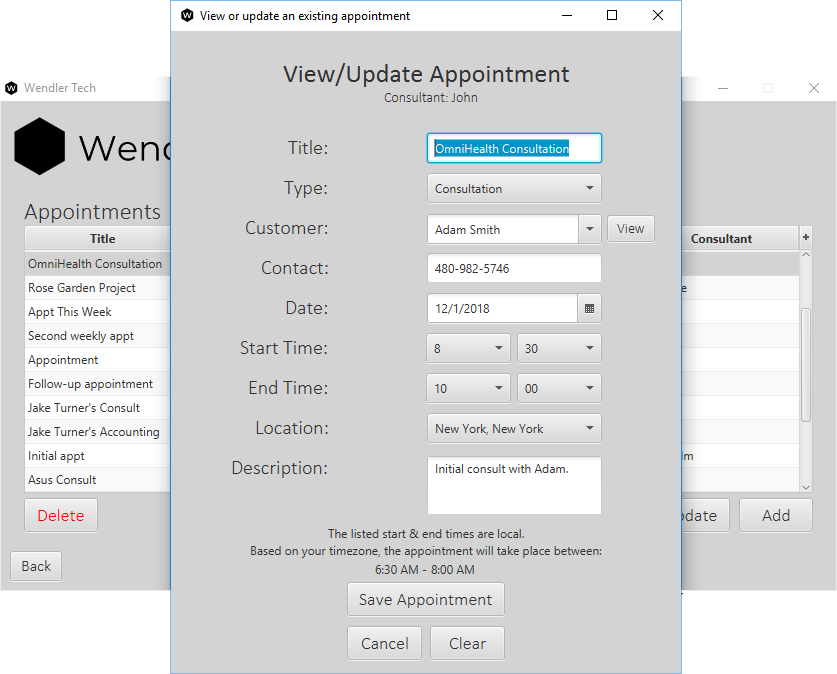 View or update an existing appointment
View/Update Appointment
Consultant: John
Title: OmniHealth Consultation
Type: Consultation
Customer: Adam Smith View
Contact: 480-982-5746
Date: 12/1/2018
Start Time: 8 30
End Time: 10 00
Location: New York, New York
Description: Initial consult with Adam.
The listed start & end times are local.
Based on your timezone, the appointment will take place between:
6:30 AM - 8:00 AM
Save Appointment
Cancel Clear
Wendler Tech
Appointments
Title Consultant +
OmniHealth Consultation
Rose Garden Project
Appt This Week
Second weekly appt
Appointment
Follow-up appointment
Jake Turner's Consult
Jake Turner's Accounting
Initial appt
Asus Consult
Delete Add
Back